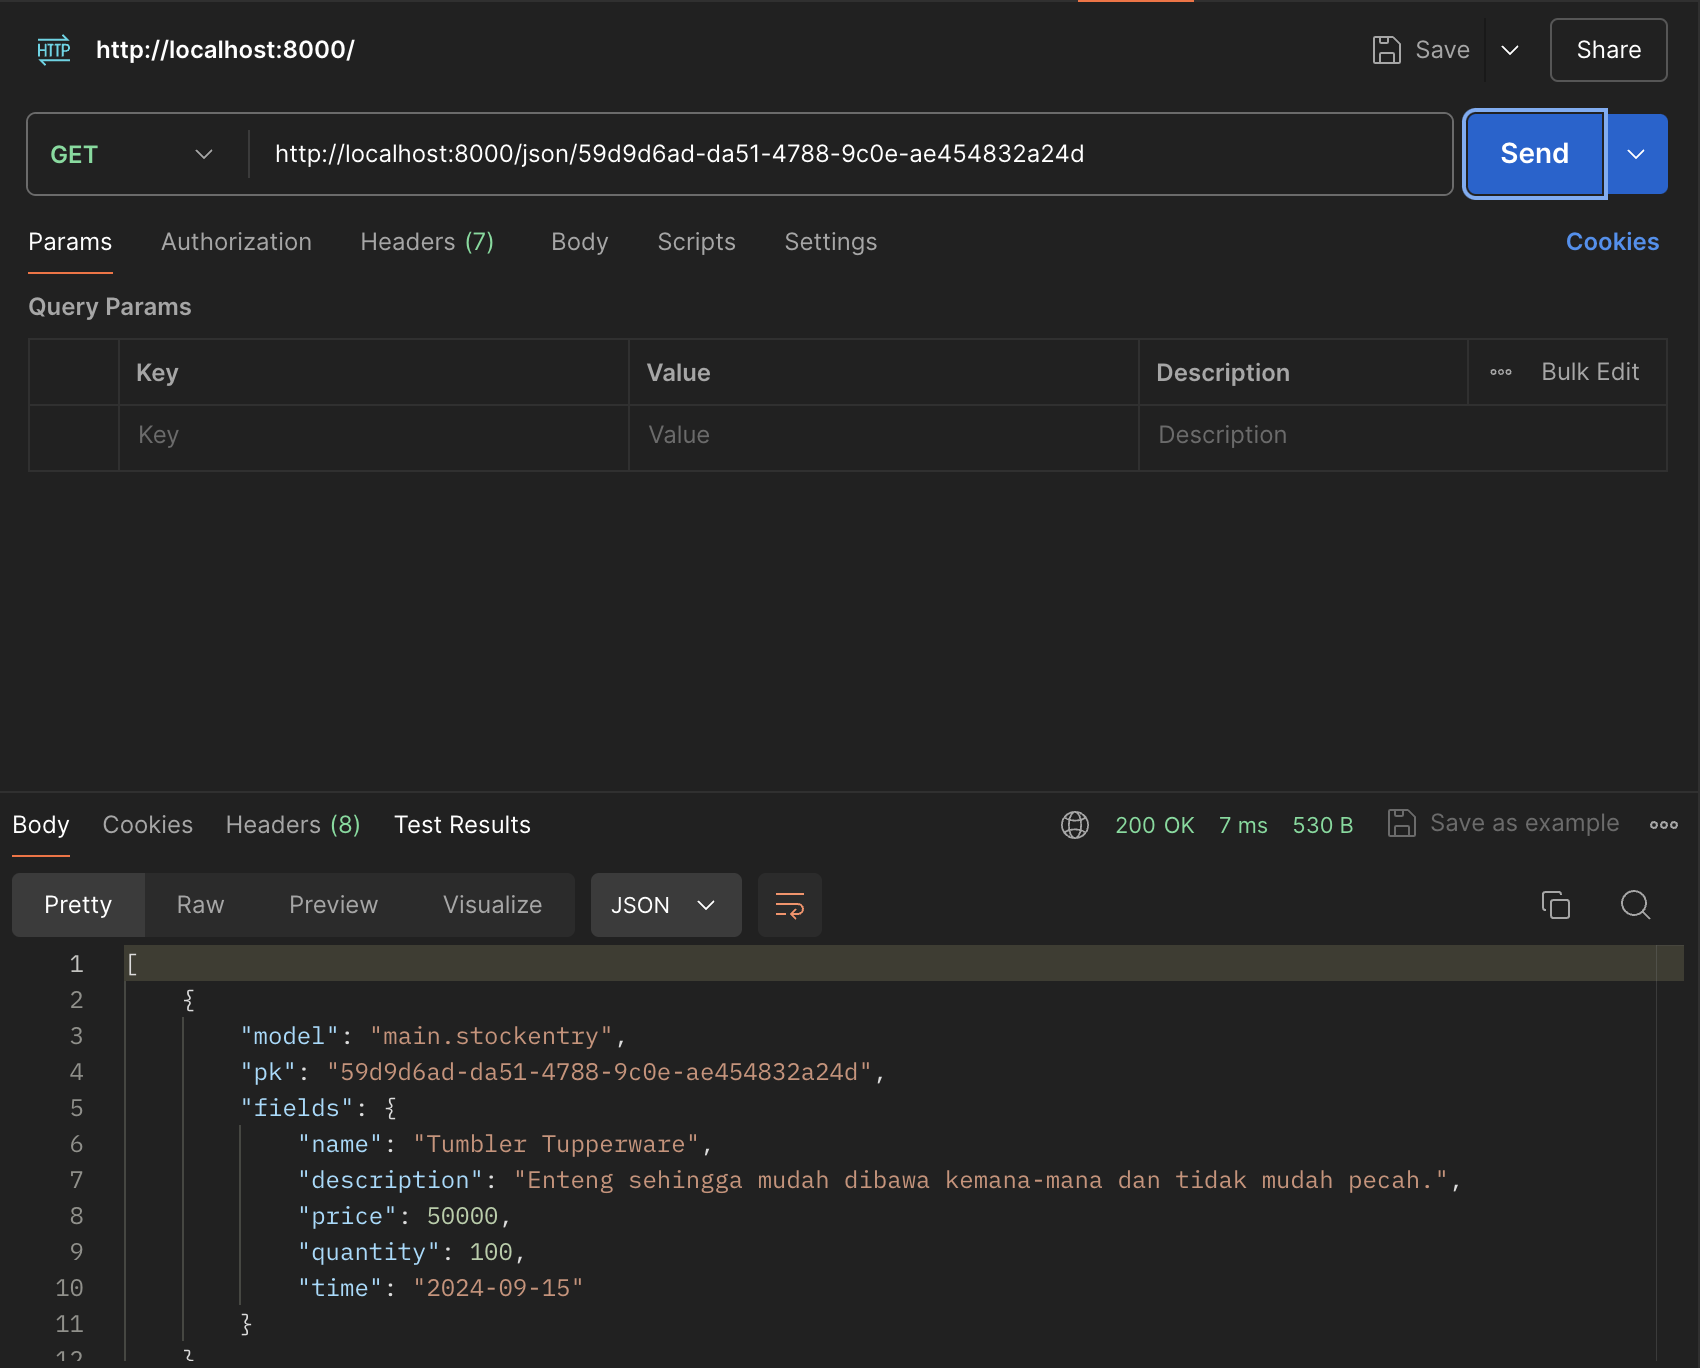 HTTP http://localhost:8000/ Save Share
GET http://localhost:8000/json/59d9d6ad-da51-4788-9c0e-ae454832a24d Send
Params Authorization Headers (7) Body Scripts Settings Cookies
Query Params
Key Value Description Bulk Edit
Key Value Description
Body Cookies Headers (8) Test Results 200 OK 7 ms 530 B Save as example
Pretty Raw Preview Visualize JSON
1 [
2 {
3 "model": "main.stockentry",
4 "pk": "59d9d6ad-da51-4788-9c0e-ae454832a24d",
5 "fields": {
6 "name": "Tumbler Tupperware",
7 "description": "Enteng sehingga mudah dibawa kemana-mana dan tidak mudah pecah.",
8 "price": 50000,
9 "quantity": 100,
10 "time": "2024-09-15"
11 }
12 }